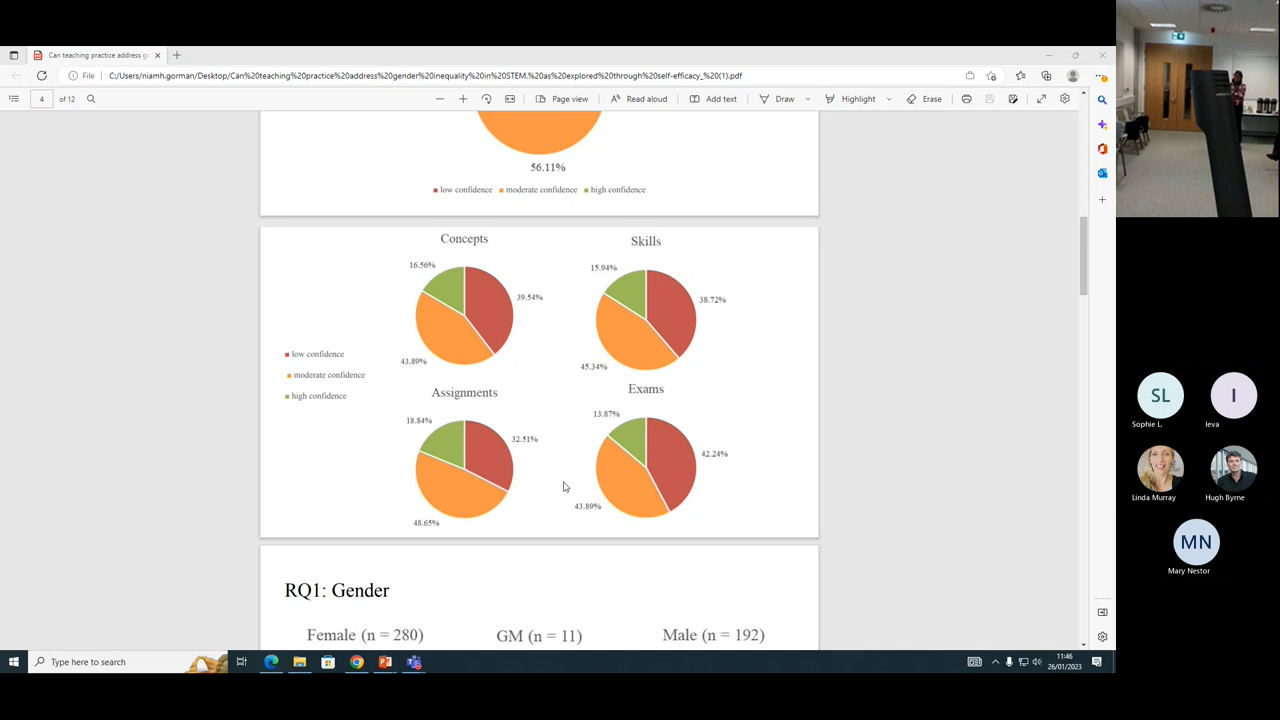 Can teaching practice address g
File
C:/Users/niamh.gorman/Desktop/Can%20teaching%20practice%20address%20gender%20inequality%20in%20STEM.%20as%20explored%20through%20self-efficacy_%20(1).pdf
4 of 12
Page view
Read aloud
Add text
Draw
Highlight
Erase
56.11%
low confidence moderate confidence high confidence
Concepts
16.56%
39.54%
43.89%
Skills
15.94%
38.72%
45.34%
low confidence
moderate confidence
high confidence
Assignments
18.84%
32.51%
48.65%
Exams
13.87%
42.24%
43.89%
RQ1: Gender
Female (n = 280) GM (n = 11) Male (n = 192)
Type here to search
11:46
26/01/2023
SL
Sophie L.
I
Ieva
Linda Murray
Hugh Byrne
MN
Mary Nestor